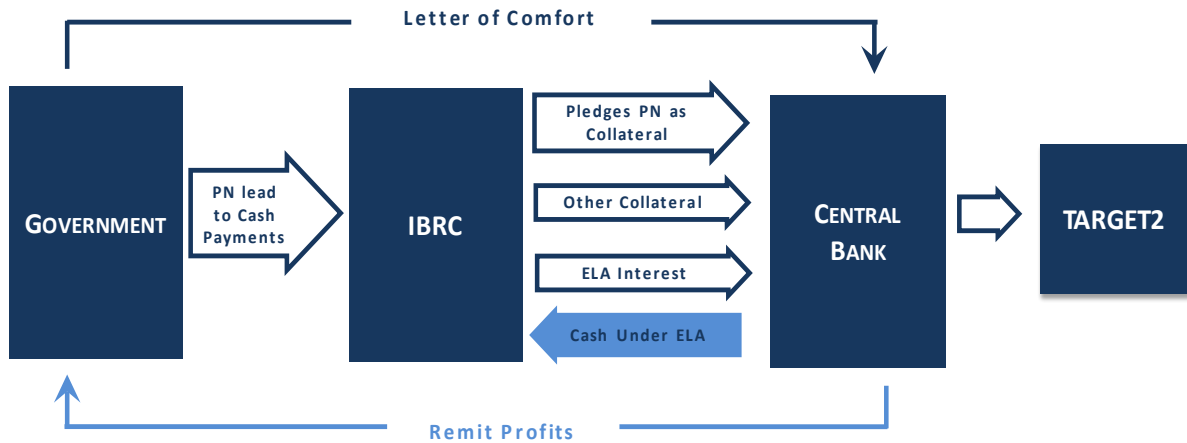 Letter of Comfort
GOVERNMENT
PN lead
to Cash
Payments
IBRC
Pledges PN as
Collateral
Other Collateral
ELA Interest
Cash Under ELA
CENTRAL
BANK
TARGET2
Remit Profits